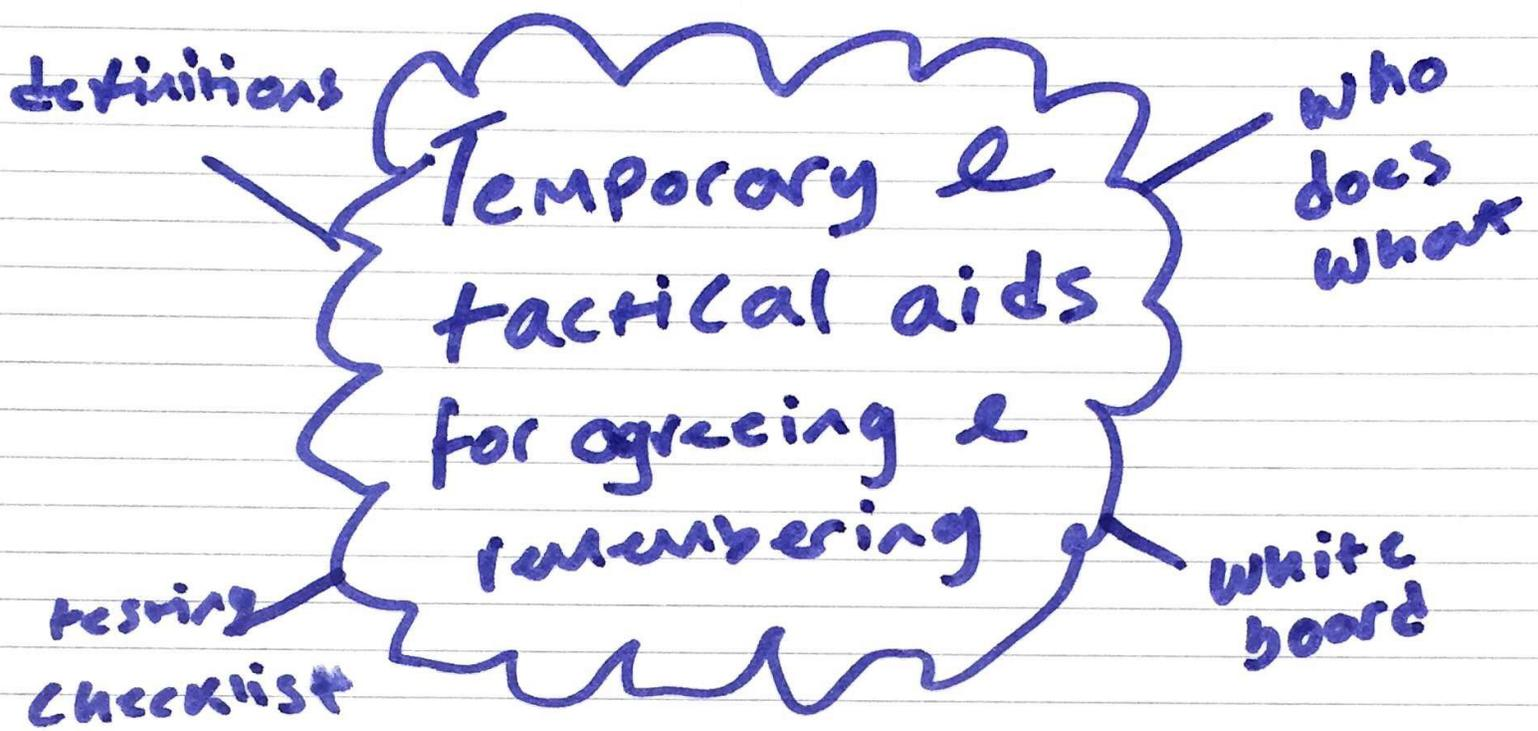 definitions
Temporary &
tactical aids
for agreeing &
remembering
who
does
what
testing
checklist
white
board